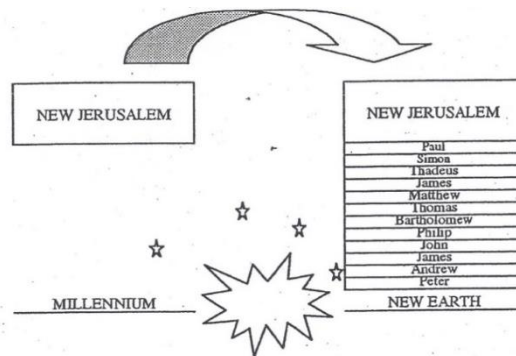 NEW JERUSALEM
NEW JERUSALEM
Paul
Simon
Thadeus
James
Matthew
Thomas
Bartholomew
Philip
John
James
Andrew
Peter
MILLENNIUM
NEW EARTH